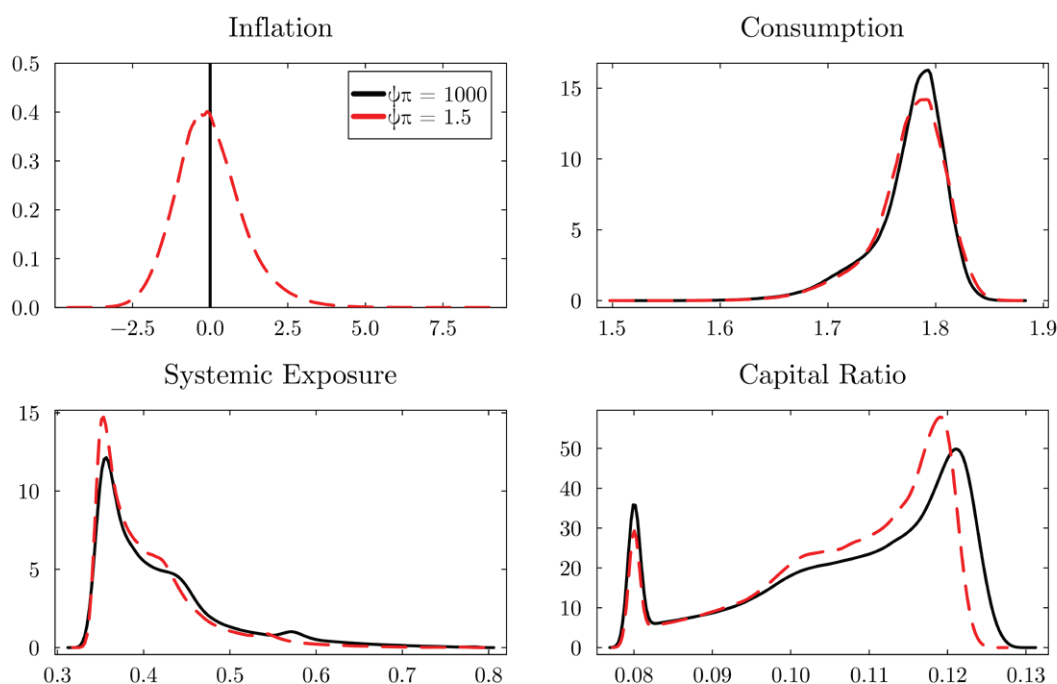 Inflation
0.5
0.4
0.3
0.2
0.1
0.0
−2.5 0.0 2.5 5.0 7.5
ψπ = 1000
ψπ = 1.5
Consumption
15
10
5
0
1.5 1.6 1.7 1.8 1.9
Systemic Exposure
15
10
5
0
0.3 0.4 0.5 0.6 0.7 0.8
Capital Ratio
50
40
30
20
10
0
0.08 0.09 0.10 0.11 0.12 0.13